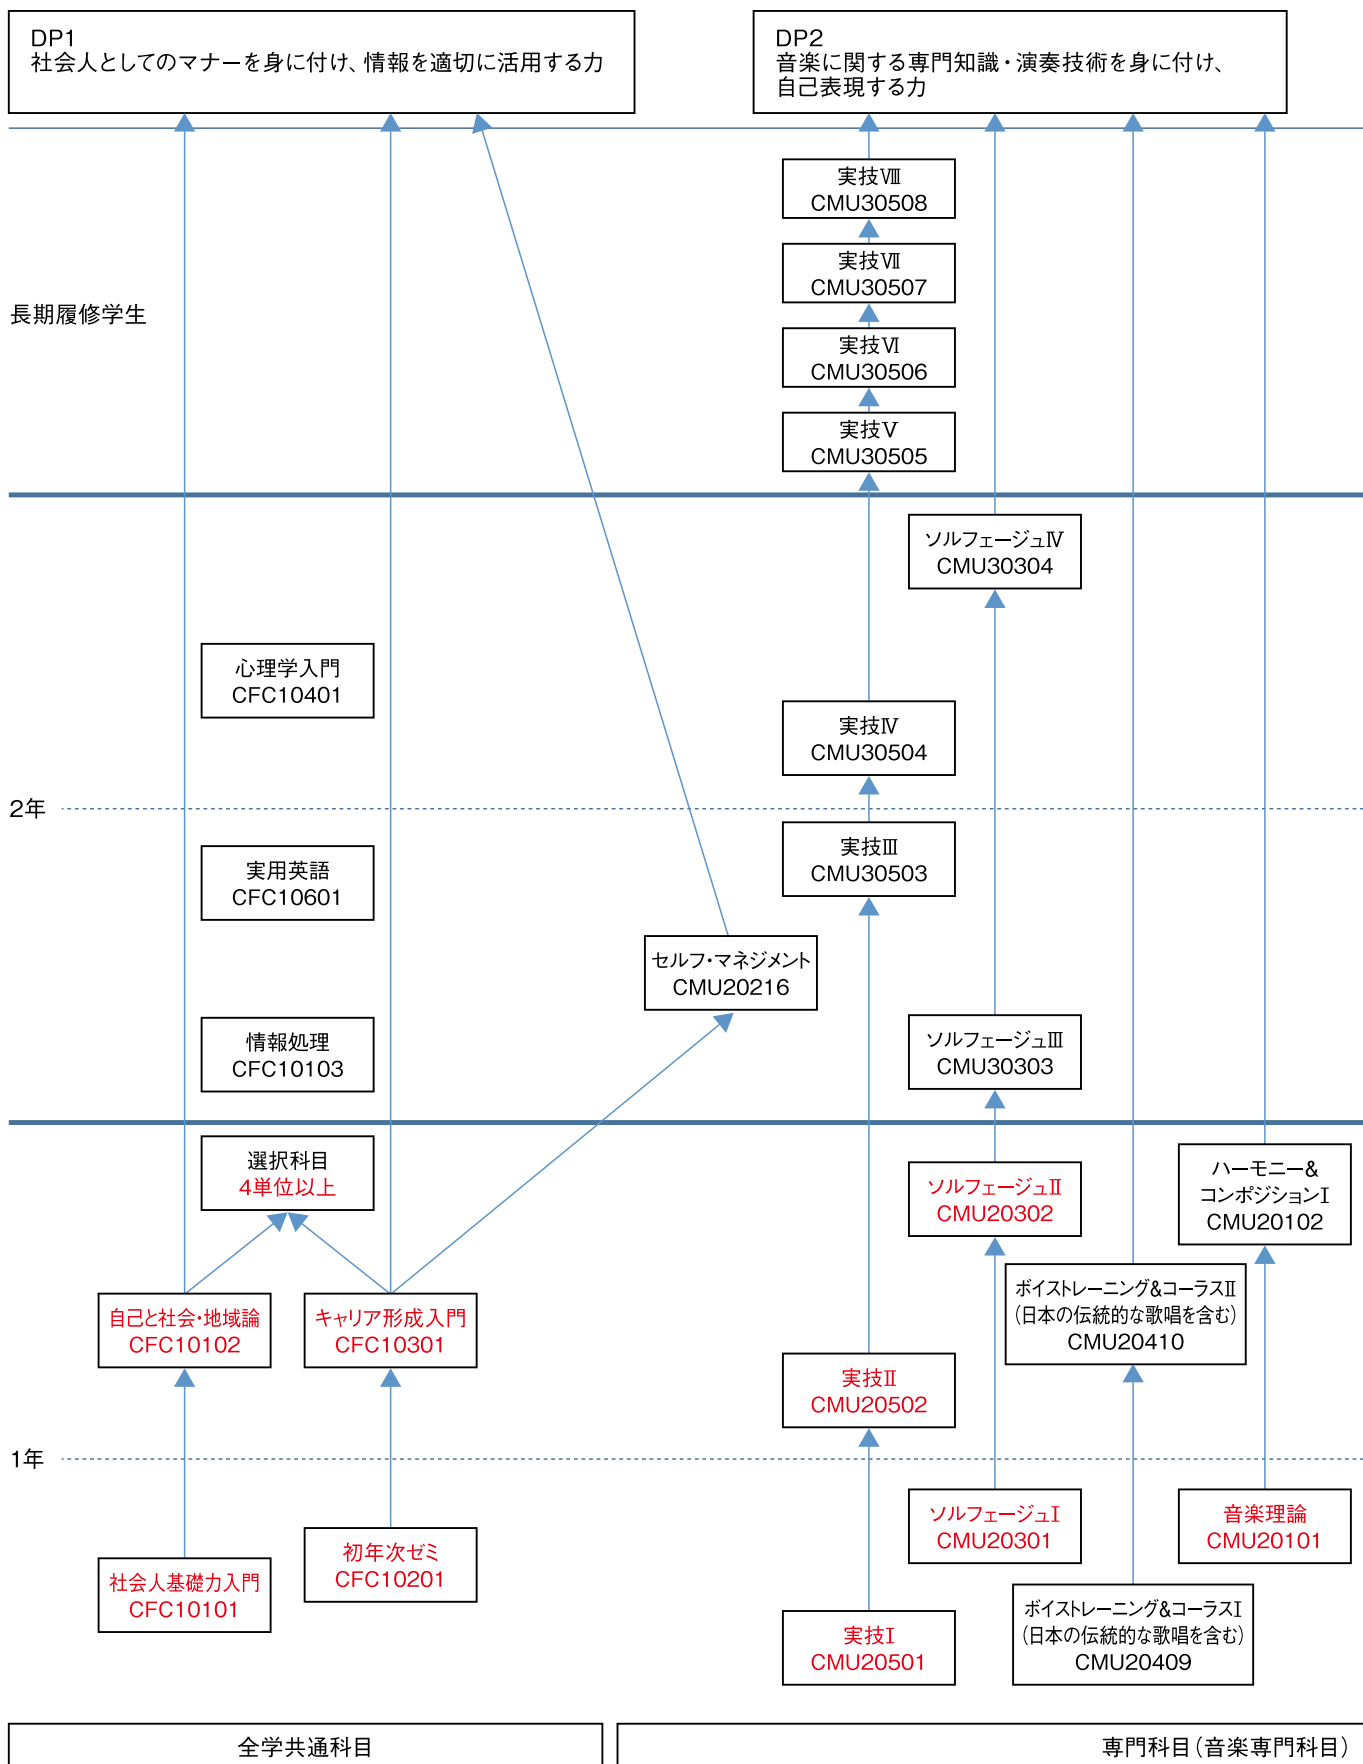 DP1
社会人としてのマナーを身に付け、情報を適切に活用する力
DP2
音楽に関する専門知識・演奏技術を身に付け、
自己表現する力
実技Ⅷ
CMU30508
実技Ⅶ
CMU30507
長期履修学生
実技Ⅵ
CMU30506
実技Ⅴ
CMU30505
ソルフェージュⅣ
CMU30304
心理学入門
CFC10401
実技Ⅳ
CMU30504
2年
実技Ⅲ
CMU30503
実用英語
CFC10601
セルフ・マネジメント
CMU20216
情報処理
CFC10103
ソルフェージュⅢ
CMU30303
選択科目
4単位以上
ソルフェージュⅡ
CMU20302
ハーモニー&
コンポジションⅠ
CMU20102
自己と社会・地域論
CFC10102
キャリア形成入門
CFC10301
ボイストレーニング&コーラスⅡ
(日本の伝統的な歌唱を含む)
CMU20410
実技Ⅱ
CMU20502
1年
ソルフェージュⅠ
CMU20301
音楽理論
CMU20101
初年次ゼミ
CFC10201
社会人基礎力入門
CFC10101
実技Ⅰ
CMU20501
ボイストレーニング&コーラスⅠ
(日本の伝統的な歌唱を含む)
CMU20409
全学共通科目
専門科目(音楽専門科目)